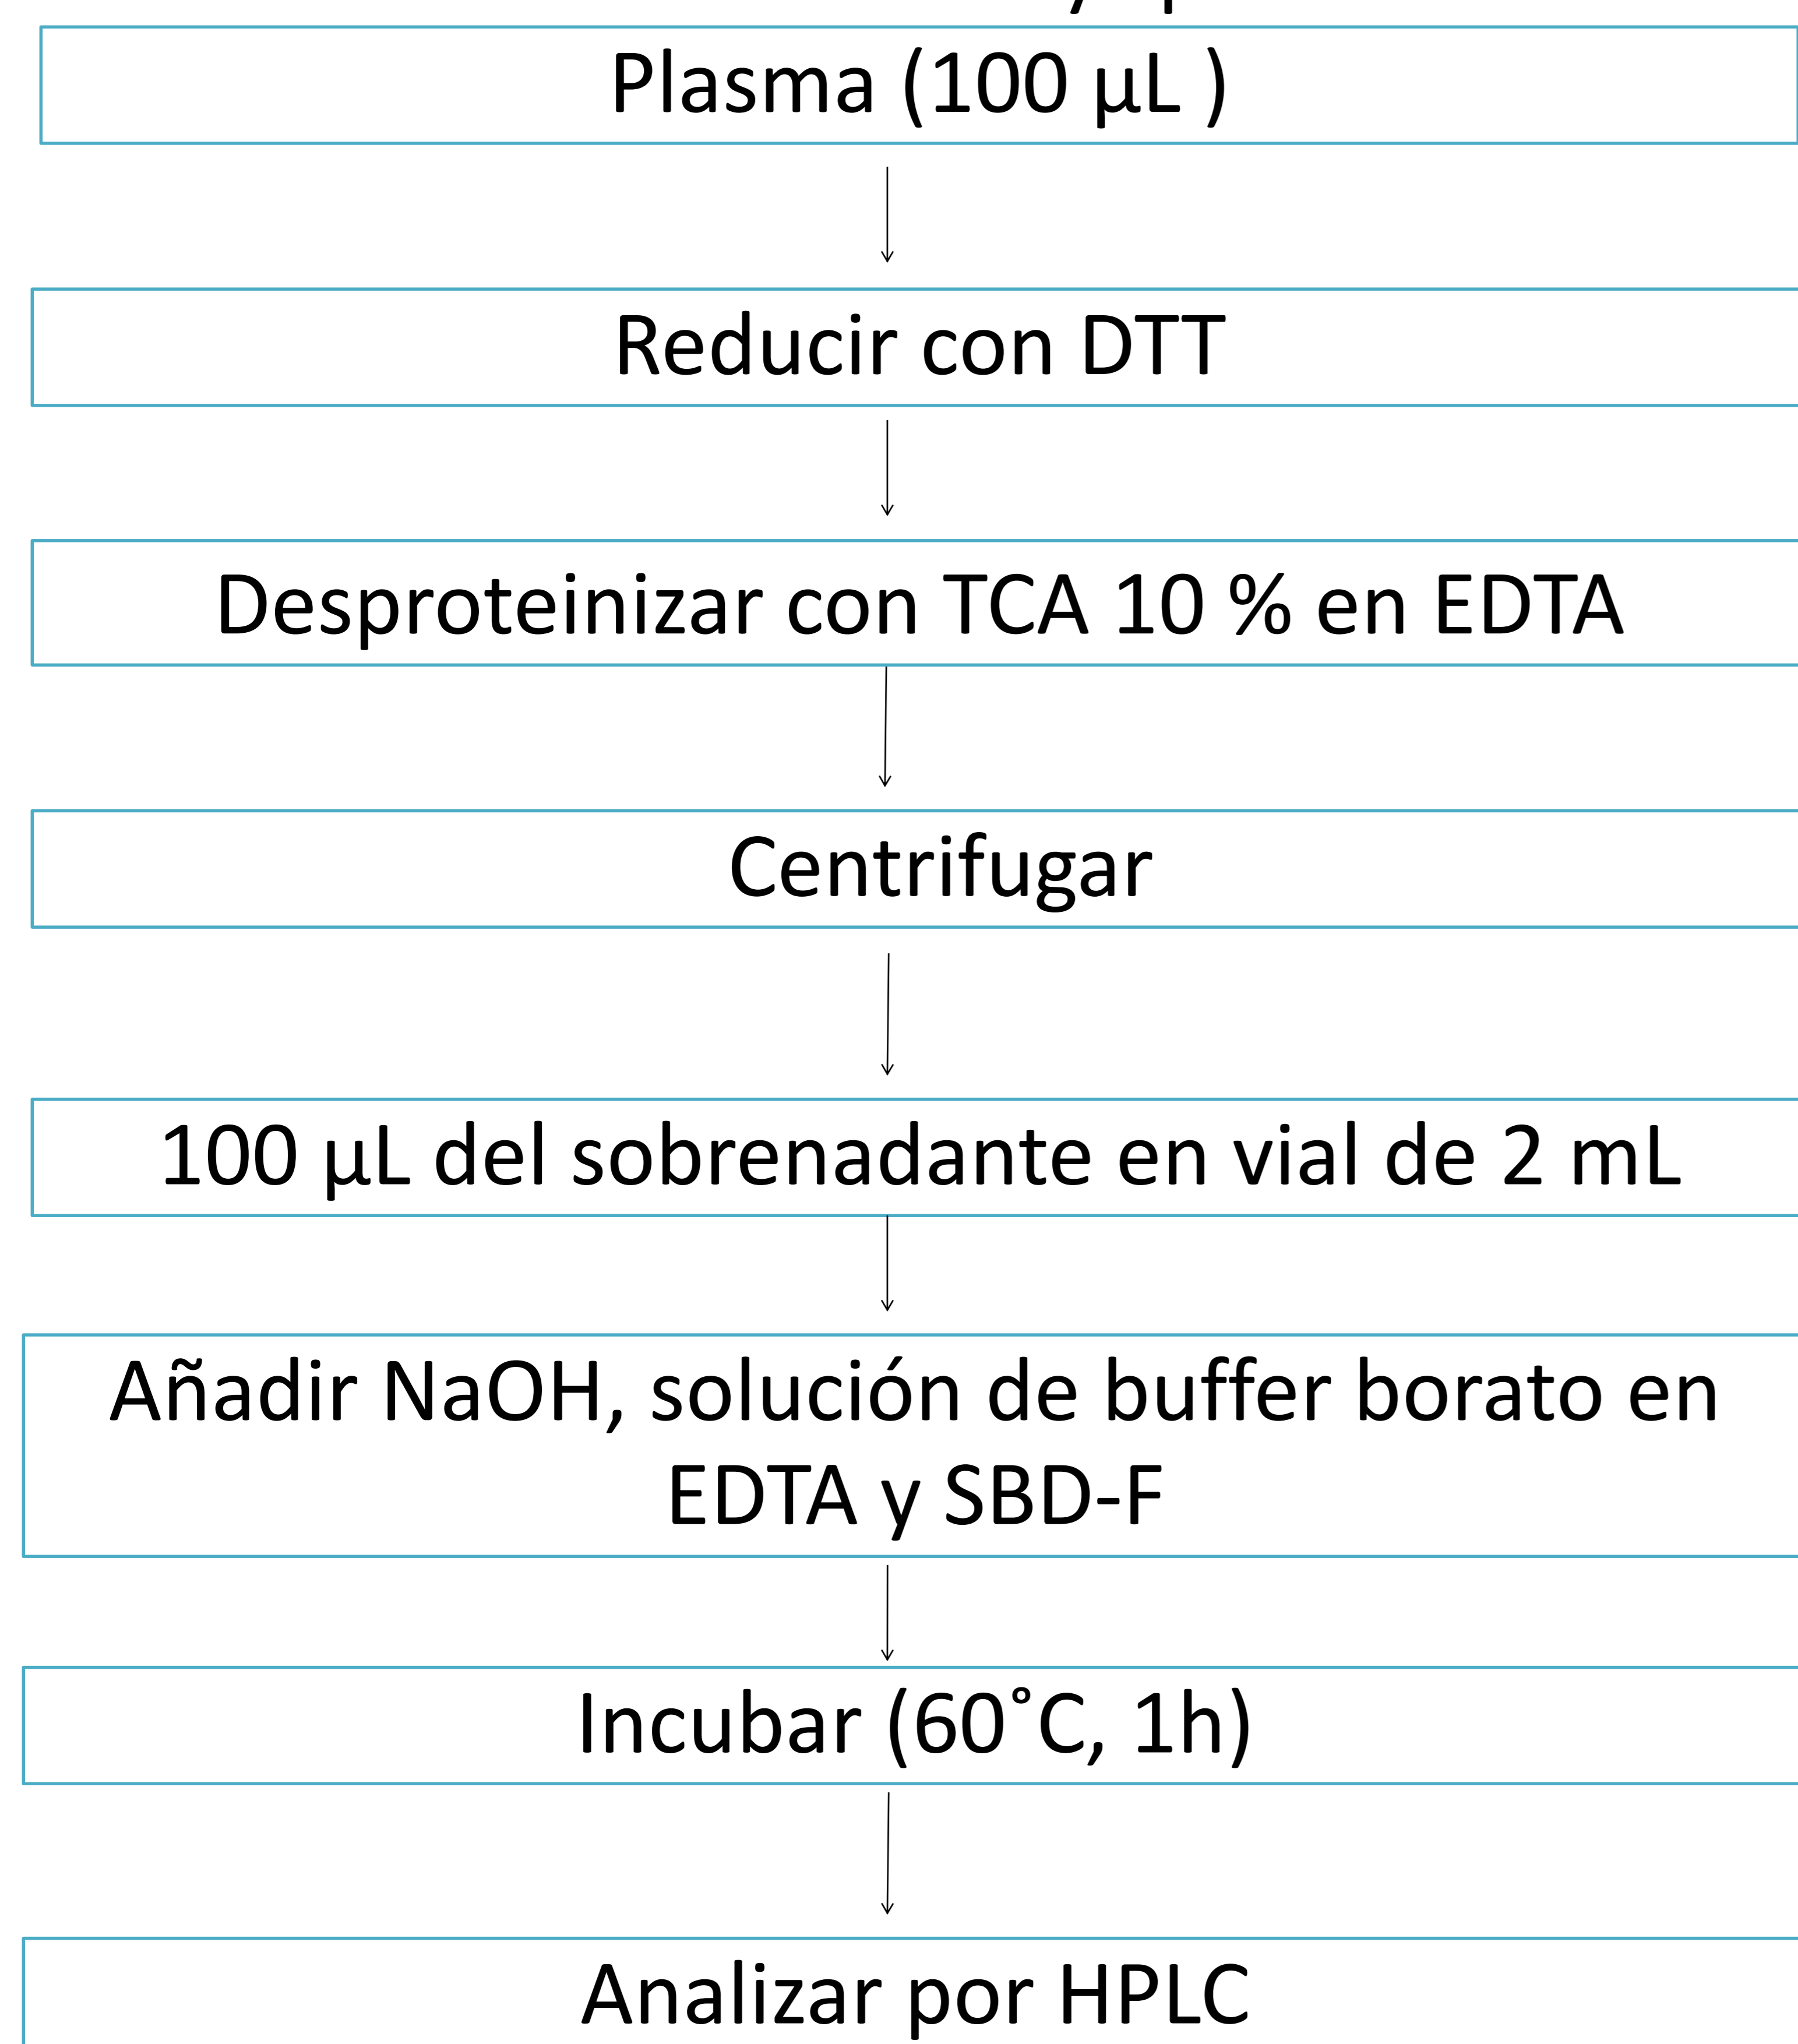 Plasma (100 µL )
Reducir con DTT
Desproteinizar con TCA 10 % en EDTA
Centrifugar
100 µL del sobrenadante en vial de 2 mL
Añadir NaOH, solución de buffer borato en
EDTA y SBD-F
Incubar (60°C, 1h)
Analizar por HPLC